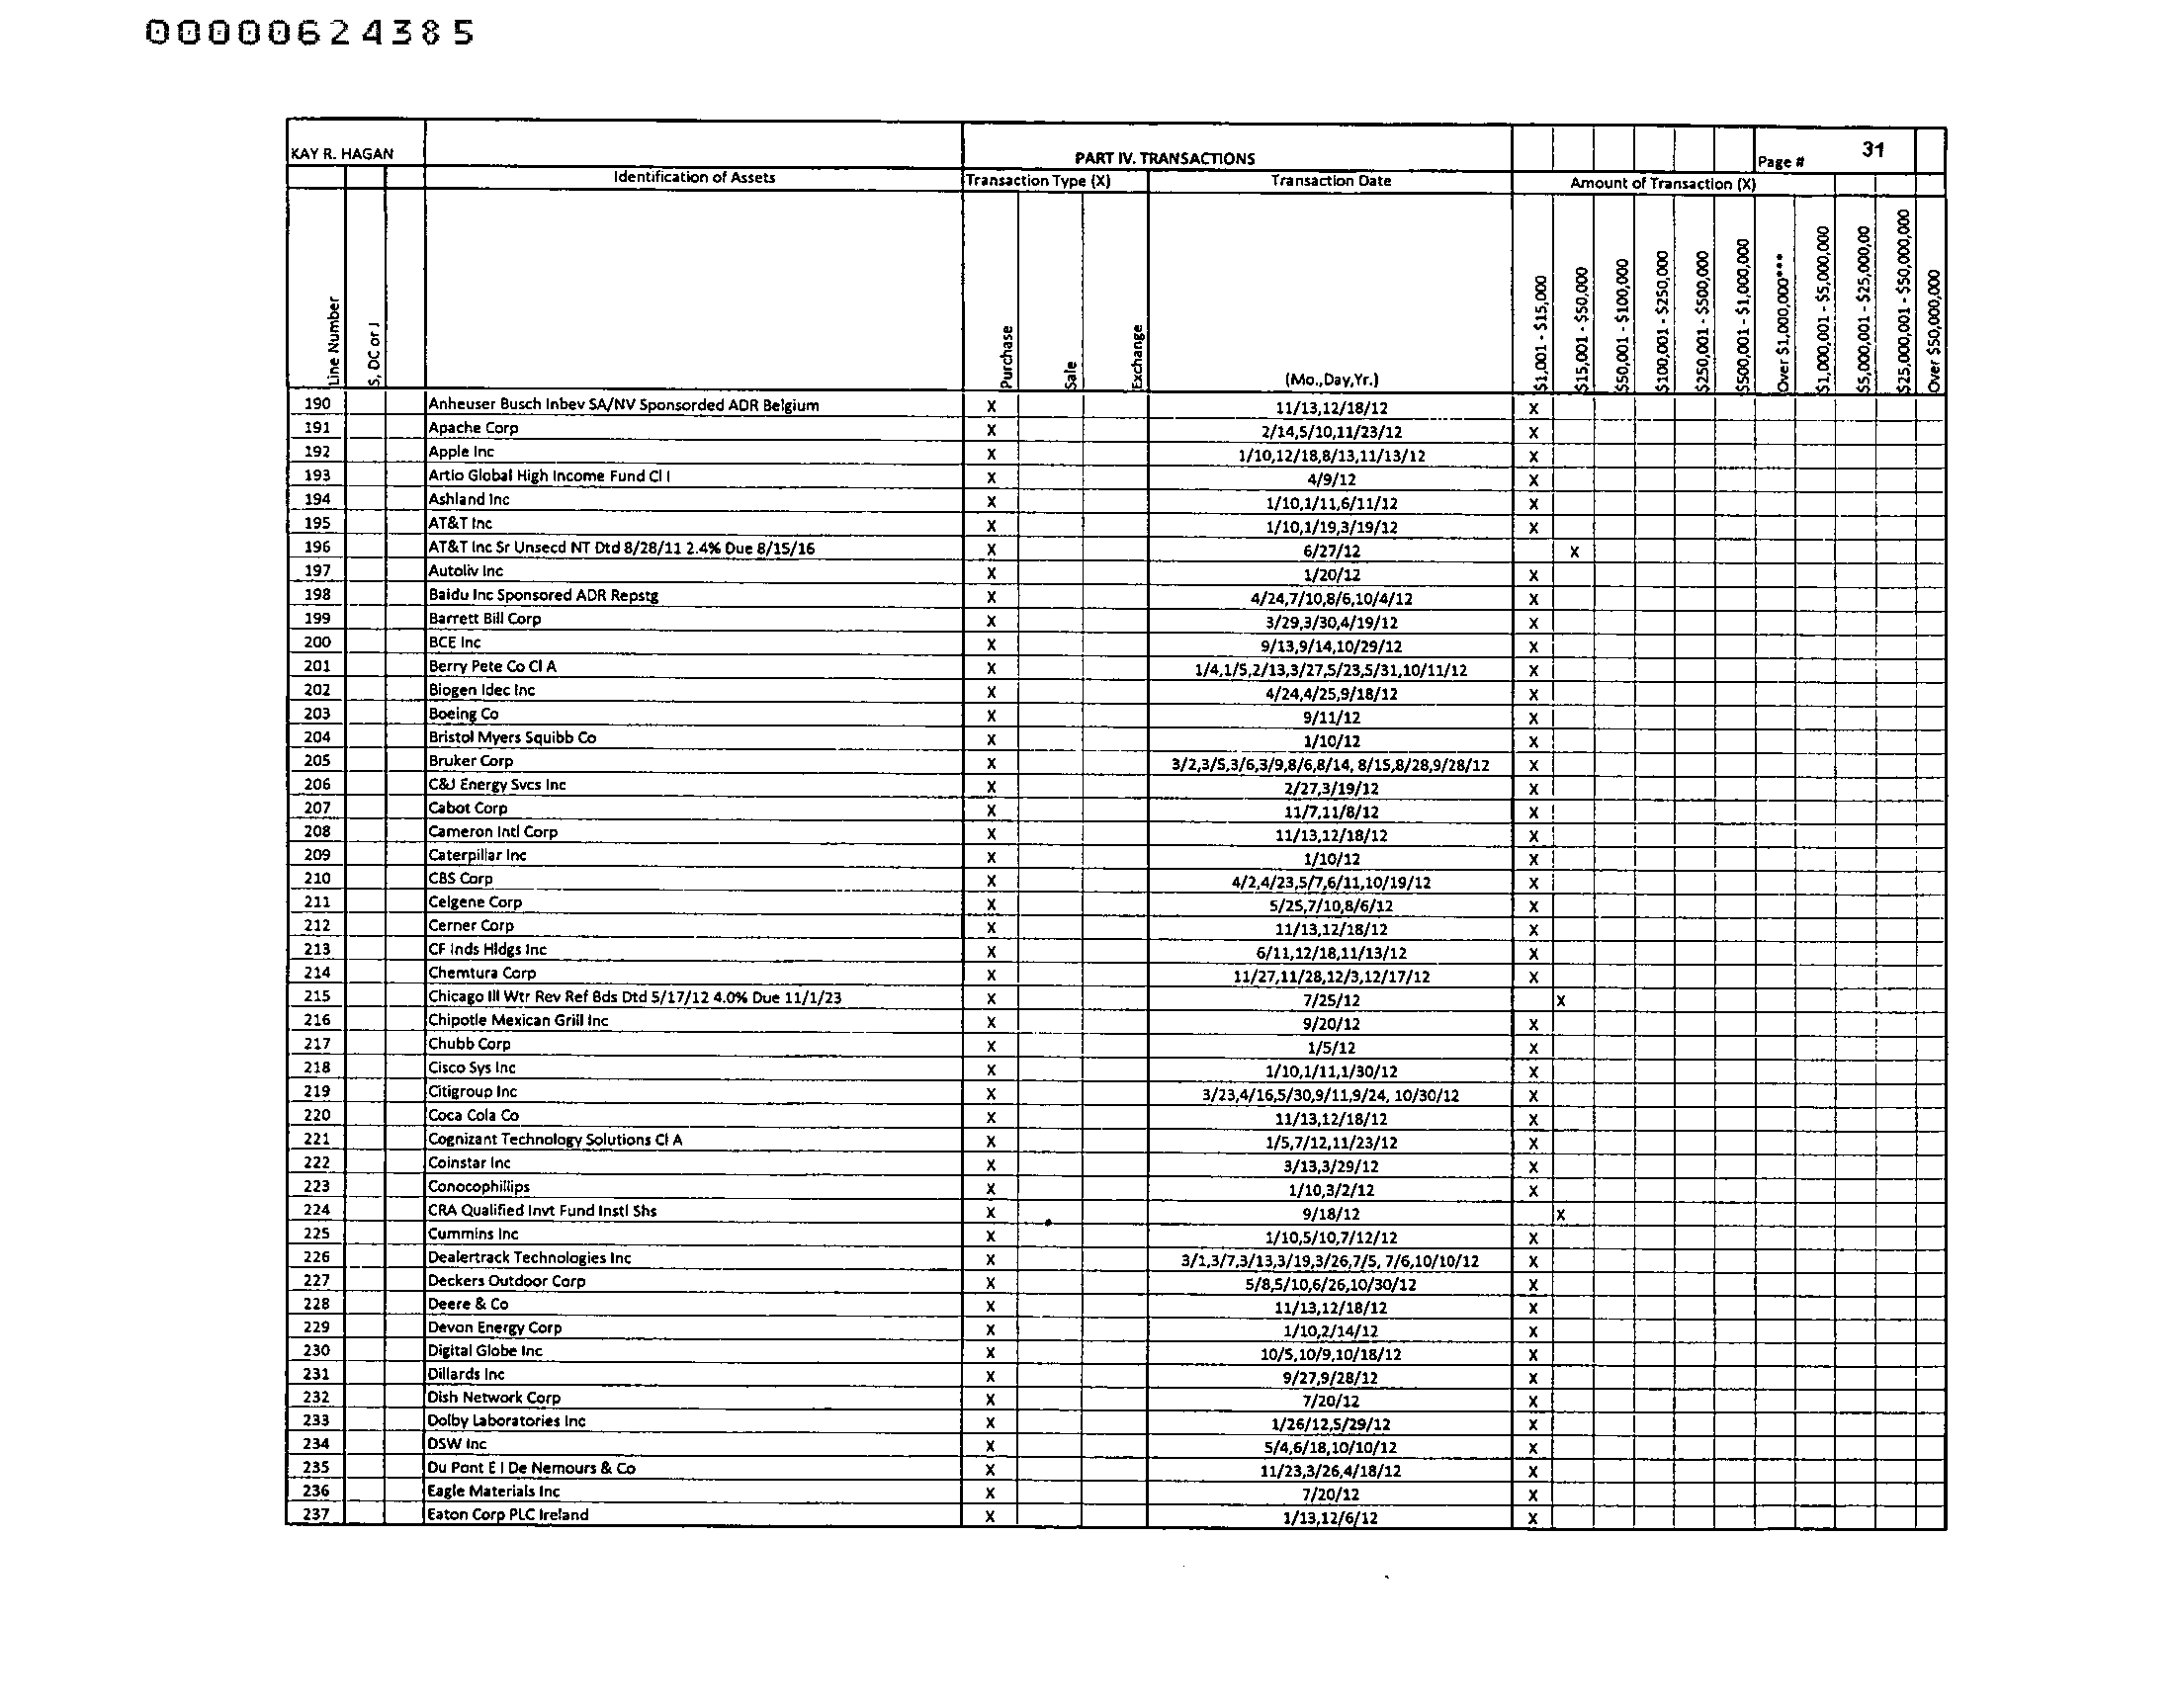 00000624385
KAY R. HAGAN PART IV. TRANSACTIONS Page # 31
Identification of Assets Transaction Type (X) Transaction Date Amount of Transaction (X)
Line Number S, DC or J Purchase Sale Exchange (Mo.,Day,Yr.) $1,001 - $15,000 $15,001 - $50,000 $50,001 - $100,000 $100,001 - $250,000 $250,001 - $500,000 $500,001 - $1,000,000 Over $1,000,000*** $1,000,001 - $5,000,000 $5,000,001 - $25,000,00 $25,000,001 - $50,000,000 Over $50,000,000
190 Anheuser Busch Inbev SA/NV Sponsorded ADR Belgium X 11/13,12/18/12 X
191 Apache Corp X 2/14,5/10,11/23/12 X
192 Apple Inc X 1/10,12/18,8/13,11/13/12 X
193 Artio Global High Income Fund Cl I X 4/9/12 X
194 Ashland Inc X 1/10,1/11,6/11/12 X
195 AT&T Inc X 1/10,1/19,3/19/12 X
196 AT&T Inc Sr Unsecd NT Dtd 8/28/11 2.4% Due 8/15/16 X 6/27/12 X
197 Autoliv Inc X 1/20/12 X
198 Baidu Inc Sponsored ADR Repstg X 4/24,7/10,8/6,10/4/12 X
199 Barrett Bill Corp X 3/29,3/30,4/19/12 X
200 BCE Inc X 9/13,9/14,10/29/12 X
201 Berry Pete Co Cl A X 1/4,1/5,2/13,3/27,5/23,5/31,10/11/12 X
202 Biogen Idec Inc X 4/24,4/25,9/18/12 X
203 Boeing Co X 9/11/12 X
204 Bristol Myers Squibb Co X 1/10/12 X
205 Bruker Corp X 3/2,3/5,3/6,3/9,8/6,8/14, 8/15,8/28,9/28/12 X
206 C&J Energy Svcs Inc X 2/27,3/19/12 X
207 Cabot Corp X 11/7,11/8/12 X
208 Cameron Intl Corp X 11/13,12/18/12 X
209 Caterpillar Inc X 1/10/12 X
210 CBS Corp X 4/2,4/23,5/7,6/11,10/19/12 X
211 Celgene Corp X 5/25,7/10,8/6/12 X
212 Cerner Corp X 11/13,12/18/12 X
213 CF Inds Hldgs Inc X 6/11,12/18,11/13/12 X
214 Chemtura Corp X 11/27,11/28,12/3,12/17/12 X
215 Chicago Ill Wtr Rev Ref Bds Dtd 5/17/12 4.0% Due 11/1/23 X 7/25/12 X
216 Chipotle Mexican Grill Inc X 9/20/12 X
217 Chubb Corp X 1/5/12 X
218 Cisco Sys Inc X 1/10,1/11,1/30/12 X
219 Citigroup Inc X 3/23,4/16,5/30,9/11,9/24, 10/30/12 X
220 Coca Cola Co X 11/13,12/18/12 X
221 Cognizant Technology Solutions Cl A X 1/5,7/12,11/23/12 X
222 Coinstar Inc X 3/13,3/29/12 X
223 Conocophillips X 1/10,3/2/12 X
224 CRA Qualified Invt Fund Instl Shs X 9/18/12 X
225 Cummins Inc X 1/10,5/10,7/12/12 X
226 Dealertrack Technologies Inc X 3/1,3/7,3/13,3/19,3/26,7/5, 7/6,10/10/12 X
227 Deckers Outdoor Corp X 5/8,5/10,6/26,10/30/12 X
228 Deere & Co X 11/13,12/18/12 X
229 Devon Energy Corp X 1/10,2/14/12 X
230 Digital Globe Inc X 10/5,10/9,10/18/12 X
231 Dillards Inc X 9/27,9/28/12 X
232 Dish Network Corp X 7/20/12 X
233 Dolby Laboratories Inc X 1/26/12,5/29/12 X
234 DSW Inc X 5/4,6/18,10/10/12 X
235 Du Pont E I De Nemours & Co X 11/23,3/26,4/18/12 X
236 Eagle Materials Inc X 7/20/12 X
237 Eaton Corp PLC Ireland X 1/13,12/6/12 X